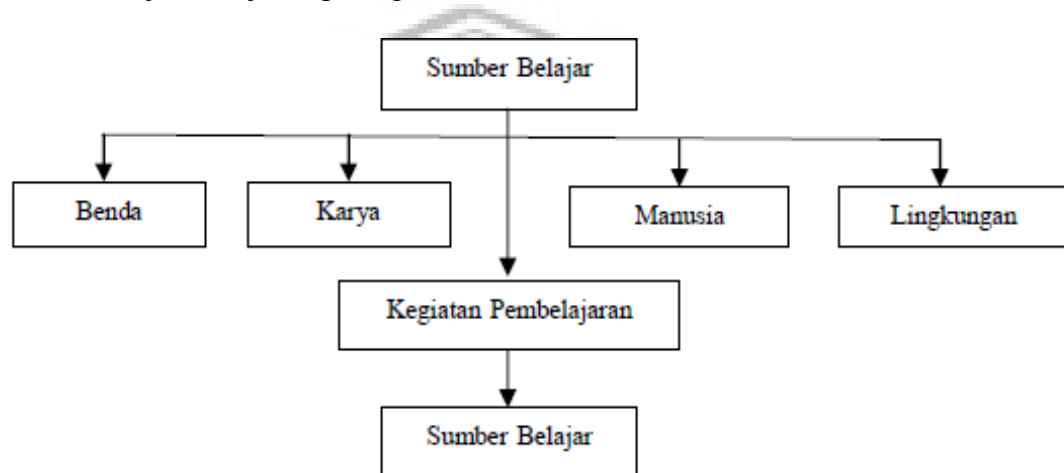 Sumber Belajar
Benda
Karya
Manusia
Lingkungan
Kegiatan Pembelajaran
Sumber Belajar